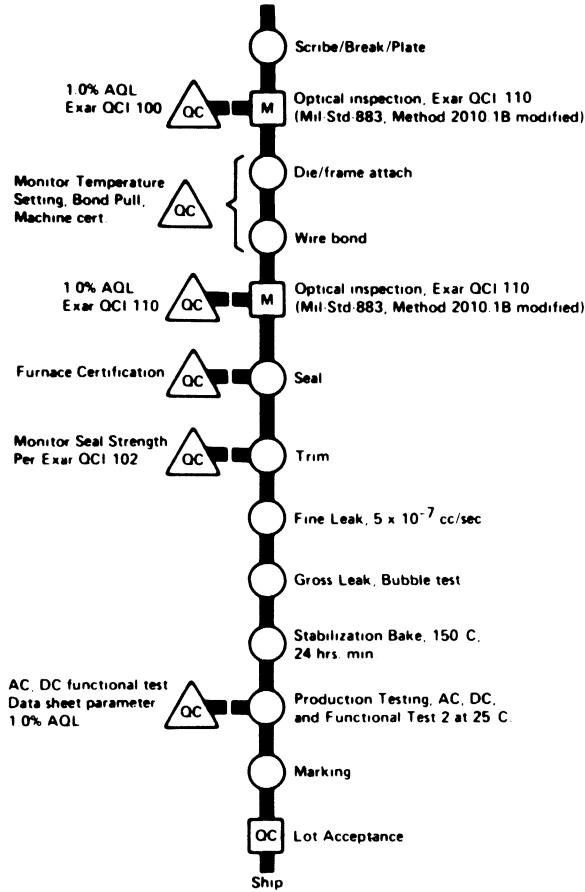 Scribe/Break/Plate
1.0% AQL
Exar QCI 100
QC
M
Optical inspection, Exar QCI 110
(Mil-Std-883, Method 2010.1B modified)
Die/frame attach
Monitor Temperature
Setting, Bond Pull,
Machine cert.
QC
Wire bond
1.0% AQL
Exar QCI 110
QC
M
Optical inspection, Exar QCI 110
(Mil-Std-883, Method 2010.1B modified)
Furnace Certification
QC
Seal
Monitor Seal Strength
Per Exar QCI 102
QC
Trim
Fine Leak, 5 x 10⁻⁷ cc/sec
Gross Leak, Bubble test
Stabilization Bake, 150 C,
24 hrs. min
AC, DC functional test
Data sheet parameter
1.0% AQL
QC
Production Testing, AC, DC,
and Functional Test 2 at 25 C.
Marking
QC
Lot Acceptance
Ship